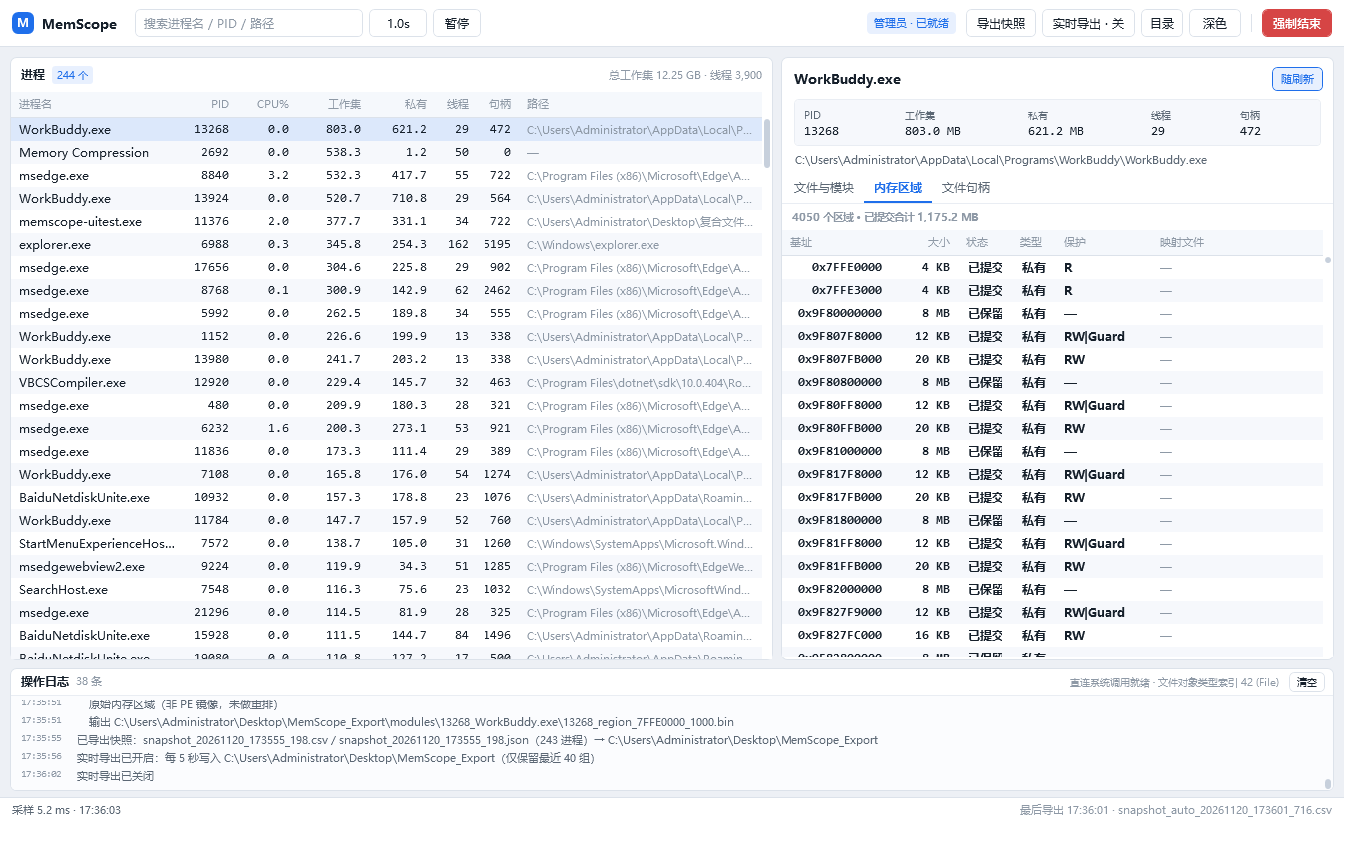 M MemScope 搜索进程名 / PID / 路径 1.0s 暂停 管理员 · 已就绪 导出快照 实时导出 · 关 目录 深色 强制结束
进程 244 个 总工作集 12.25 GB · 线程 3,900
进程名 PID CPU% 工作集 私有 线程 句柄 路径
WorkBuddy.exe 13268 0.0 803.0 621.2 29 472 C:\Users\Administrator\AppData\Local\P...
Memory Compression 2692 0.0 538.3 1.2 50 0 —
msedge.exe 8840 3.2 532.3 417.7 55 722 C:\Program Files (x86)\Microsoft\Edge\A...
WorkBuddy.exe 13924 0.0 520.7 710.8 29 564 C:\Users\Administrator\AppData\Local\P...
memscope-uitest.exe 11376 2.0 377.7 331.1 34 722 C:\Users\Administrator\Desktop\复合文件...
explorer.exe 6988 0.3 345.8 254.3 162 5195 C:\Windows\explorer.exe
msedge.exe 17656 0.0 304.6 225.8 29 902 C:\Program Files (x86)\Microsoft\Edge\A...
msedge.exe 8768 0.1 300.9 142.9 62 2462 C:\Program Files (x86)\Microsoft\Edge\A...
msedge.exe 5992 0.0 262.5 189.8 34 555 C:\Program Files (x86)\Microsoft\Edge\A...
WorkBuddy.exe 1152 0.0 226.6 199.9 13 338 C:\Users\Administrator\AppData\Local\P...
WorkBuddy.exe 13980 0.0 241.7 203.2 13 338 C:\Users\Administrator\AppData\Local\P...
VBCSCompiler.exe 12920 0.0 229.4 145.7 32 463 C:\Program Files\dotnet\sdk\10.0.404\Ro...
msedge.exe 480 0.0 209.9 180.3 28 321 C:\Program Files (x86)\Microsoft\Edge\A...
msedge.exe 6232 1.6 200.3 273.1 53 921 C:\Program Files (x86)\Microsoft\Edge\A...
msedge.exe 11836 0.0 173.3 111.4 29 389 C:\Program Files (x86)\Microsoft\Edge\A...
WorkBuddy.exe 7108 0.0 165.8 176.0 54 1274 C:\Users\Administrator\AppData\Local\P...
BaiduNetdiskUnite.exe 10932 0.0 157.3 178.8 23 1076 C:\Users\Administrator\AppData\Roamin...
WorkBuddy.exe 11784 0.0 147.7 157.9 52 760 C:\Users\Administrator\AppData\Local\P...
StartMenuExperienceHos... 7572 0.0 138.7 105.0 31 1260 C:\Windows\SystemApps\Microsoft.Wind...
msedgewebview2.exe 9224 0.0 119.9 34.3 51 1285 C:\Program Files (x86)\Microsoft\EdgeWe...
SearchHost.exe 7548 0.0 116.3 75.6 23 1032 C:\Windows\SystemApps\MicrosoftWind...
msedge.exe 21296 0.0 114.5 81.9 28 325 C:\Program Files (x86)\Microsoft\Edge\A...
BaiduNetdiskUnite.exe 15928 0.0 111.5 144.7 84 1496 C:\Users\Administrator\AppData\Roamin...
BaiduNetdiskUnite.exe 19080 0.0 110.8 127.2 17 500 C:\Users\Administrator\AppData\Roamin...
WorkBuddy.exe 随刷新
PID 工作集 私有 线程 句柄
13268 803.0 MB 621.2 MB 29 472
C:\Users\Administrator\AppData\Local\Programs\WorkBuddy\WorkBuddy.exe
文件与模块 内存区域 文件句柄
4050 个区域 • 已提交合计 1,175.2 MB
基址 大小 状态 类型 保护 映射文件
0x7FFE0000 4 KB 已提交 私有 R —
0x7FFE3000 4 KB 已提交 私有 R —
0x9F80000000 8 MB 已保留 私有 — —
0x9F807F8000 12 KB 已提交 私有 RW|Guard —
0x9F807FB000 20 KB 已提交 私有 RW —
0x9F80800000 8 MB 已保留 私有 — —
0x9F80FF8000 12 KB 已提交 私有 RW|Guard —
0x9F80FFB000 20 KB 已提交 私有 RW —
0x9F81000000 8 MB 已保留 私有 — —
0x9F817F8000 12 KB 已提交 私有 RW|Guard —
0x9F817FB000 20 KB 已提交 私有 RW —
0x9F81800000 8 MB 已保留 私有 — —
0x9F81FF8000 12 KB 已提交 私有 RW|Guard —
0x9F81FFB000 20 KB 已提交 私有 RW —
0x9F82000000 8 MB 已保留 私有 — —
0x9F827F9000 12 KB 已提交 私有 RW|Guard —
0x9F827FC000 16 KB 已提交 私有 RW —
0x9F82800000 8 MB 已保留 私有
操作日志 38 条 直连系统调用就绪 · 文件对象类型索引 42 (File) 清空
17:35:51 原始内存区域（非 PE 镜像，未做重排）
17:35:51 输出 C:\Users\Administrator\Desktop\MemScope_Export\modules\13268_WorkBuddy.exe\13268_region_7FFE0000_1000.bin
17:35:55 已导出快照：snapshot_20261120_173555_198.csv / snapshot_20261120_173555_198.json（243 进程）→ C:\Users\Administrator\Desktop\MemScope_Export
17:35:56 实时导出已开启：每 5 秒写入 C:\Users\Administrator\Desktop\MemScope_Export（仅保留最近 40 组）
17:36:02 实时导出已关闭
采样 5.2 ms · 17:36:03 最后导出 17:36:01 · snapshot_auto_20261120_173601_716.csv